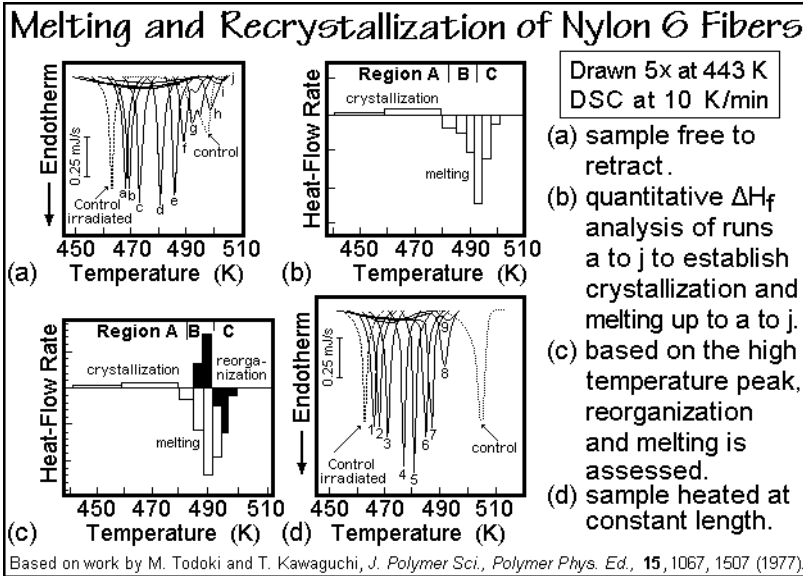 Melting and Recrystallization of Nylon 6 Fibers
Endotherm
0.25 mJ/s
Control
irradiated
a b c d e f g h i j
control
450 470 490 510
(a) Temperature (K)
Heat-Flow Rate
Region A B C
crystallization
melting
450 470 490 510
(b) Temperature (K)
Drawn 5x at 443 K
DSC at 10 K/min
(a) sample free to
retract.
(b) quantitative ΔHf
analysis of runs
a to j to establish
crystallization and
melting up to a to j.
(c) based on the high
temperature peak,
reorganization
and melting is
assessed.
(d) sample heated at
constant length.
Heat-Flow Rate
Region A B C
crystallization
reorga-
nization
melting
450 470 490 510
(c) Temperature (K)
Endotherm
0.25 mJ/s
1 2 3 4 5 6 7 8 9
Control
irradiated
control
450 470 490 510
(d) Temperature (K)
Based on work by M. Todoki and T. Kawaguchi, J. Polymer Sci., Polymer Phys. Ed., 15, 1067, 1507 (1977).